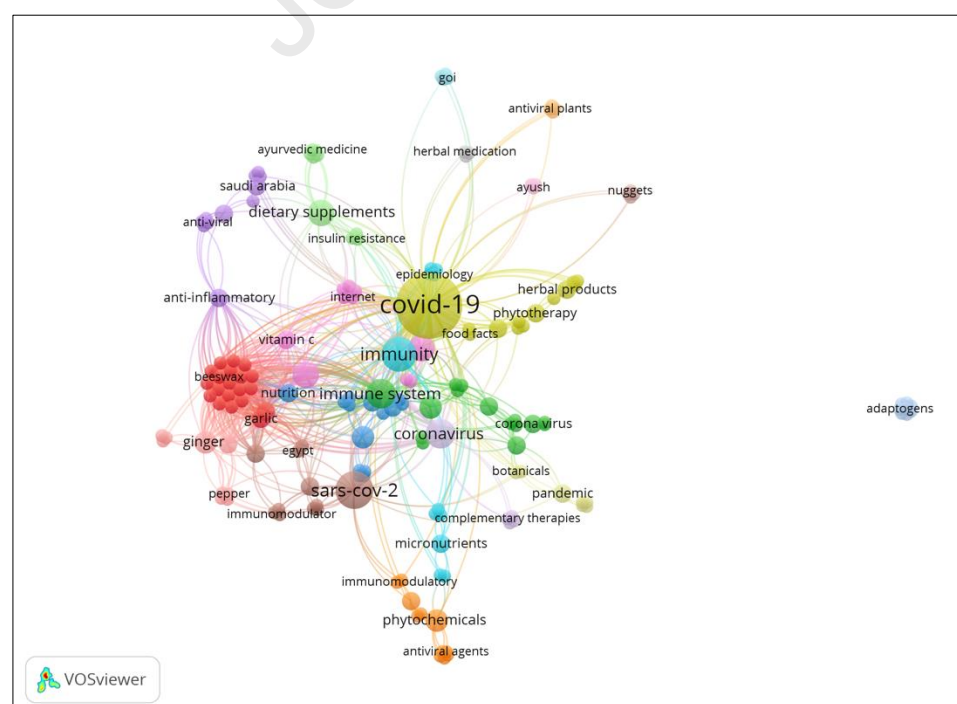 goi
antiviral plants
ayurvedic medicine
herbal medication
saudi arabia
ayush
nuggets
dietary supplements
anti-viral
insulin resistance
epidemiology
anti-inflammatory
internet
covid-19
herbal products
phytotherapy
food facts
vitamin c
immunity
beeswax
nutrition
immune system
adaptogens
garlic
corona virus
coronavirus
ginger
egypt
botanicals
pepper
sars-cov-2
pandemic
immunomodulator
complementary therapies
micronutrients
immunomodulatory
phytochemicals
antiviral agents
VOSviewer